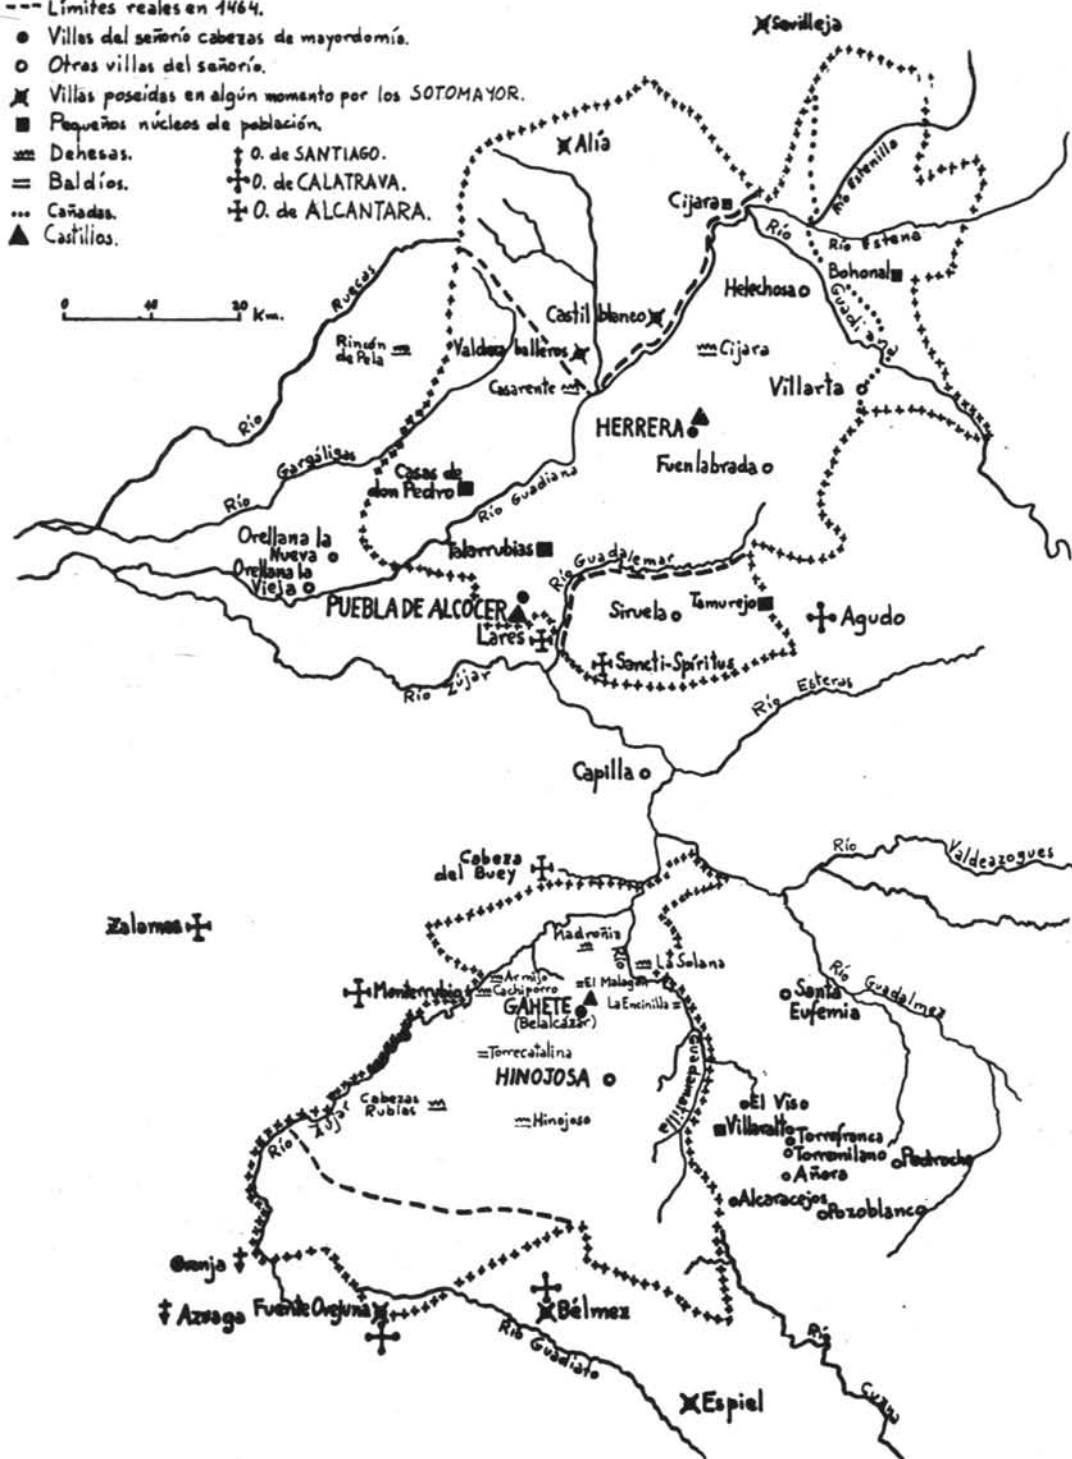 --- Límites reales en 1464.
Villas del señorío cabezas de mayordomía.
Otras villas del señorío.
Villas poseídas en algún momento por los SOTOMAYOR.
Pequeños núcleos de población.
Dehesas.
Baldíos.
Cañadas.
Castillos.
O. de SANTIAGO.
O. de CALATRAVA.
O. de ALCANTARA.
0 10 20 Km.
Sevilleja
Alía
Cijara
Río Estenilla
Río Estena
Río Guadiana
Bohonal
Helechosa
Castilblanco
Río Ruecas
Rincón
de Pela
Valdecaballeros
Cijara
Casarente
Villarta
HERRERA
Fuenlabrada
Río Gargáligas
Casas de
don Pedro
Río Guadiana
Orellana la
Nueva
Talarrubias
Río Guadalemar
Orellana la
Vieja
PUEBLA DE ALCOCER
Siruela
Tamurejo
Agudo
Lares
Sancti-Spíritus
Río Zújar
Río Esteras
Capilla
Río Valdeazogues
Cabeza
del Buey
Zalamea
Madroñiz
Río
La Solana
Monterrubio
Armijo
Cachiporro
El Malagón
GAHETE
(Belalcázar)
La Encinilla
Santa
Eufemia
Río Guadalmez
Torrecatalina
HINOJOSA
Guadamatilla
Cabezas
Rubias
Hinojoso
El Viso
Villaralto
Torrefranca
Torremilano
Pedroche
Añora
Alcaracejos
Pozoblanco
Río Zújar
Granja
Azuaga
Fuente Ovejuna
Bélmez
Río Guadiato
Río Cuzna
Espiel